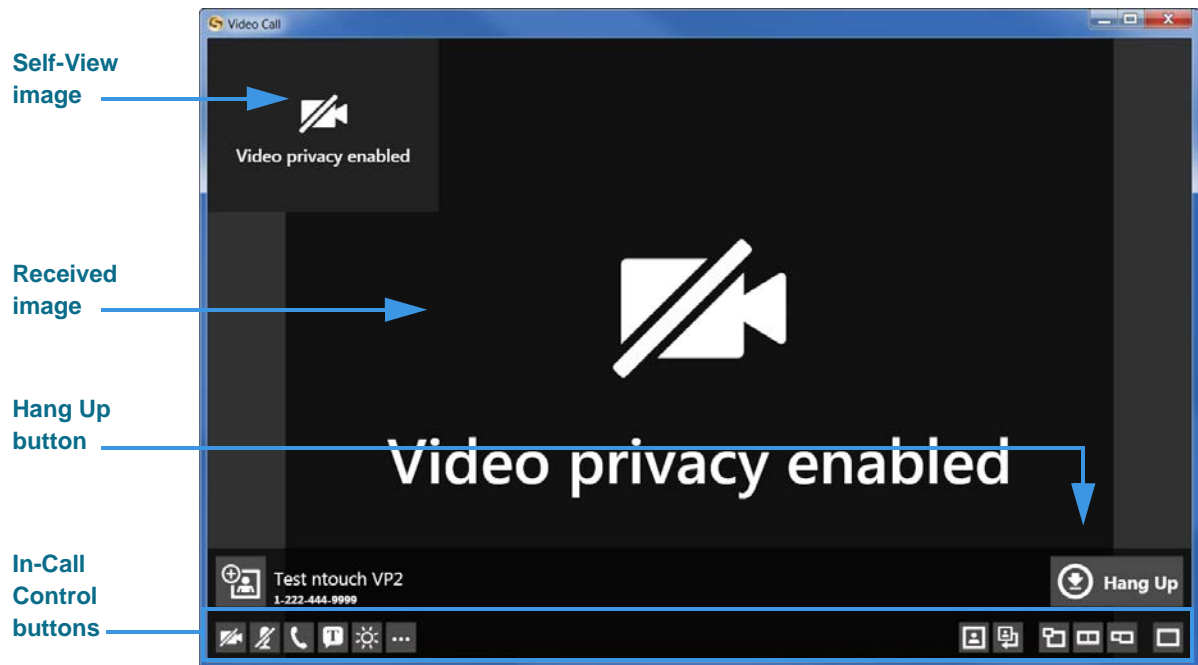 Video Call
Self-View
image
Video privacy enabled
Received
image
Hang Up
button
Video privacy enabled
In-Call
Control
buttons
Test ntouch VP2
1-222-444-9999
Hang Up
T